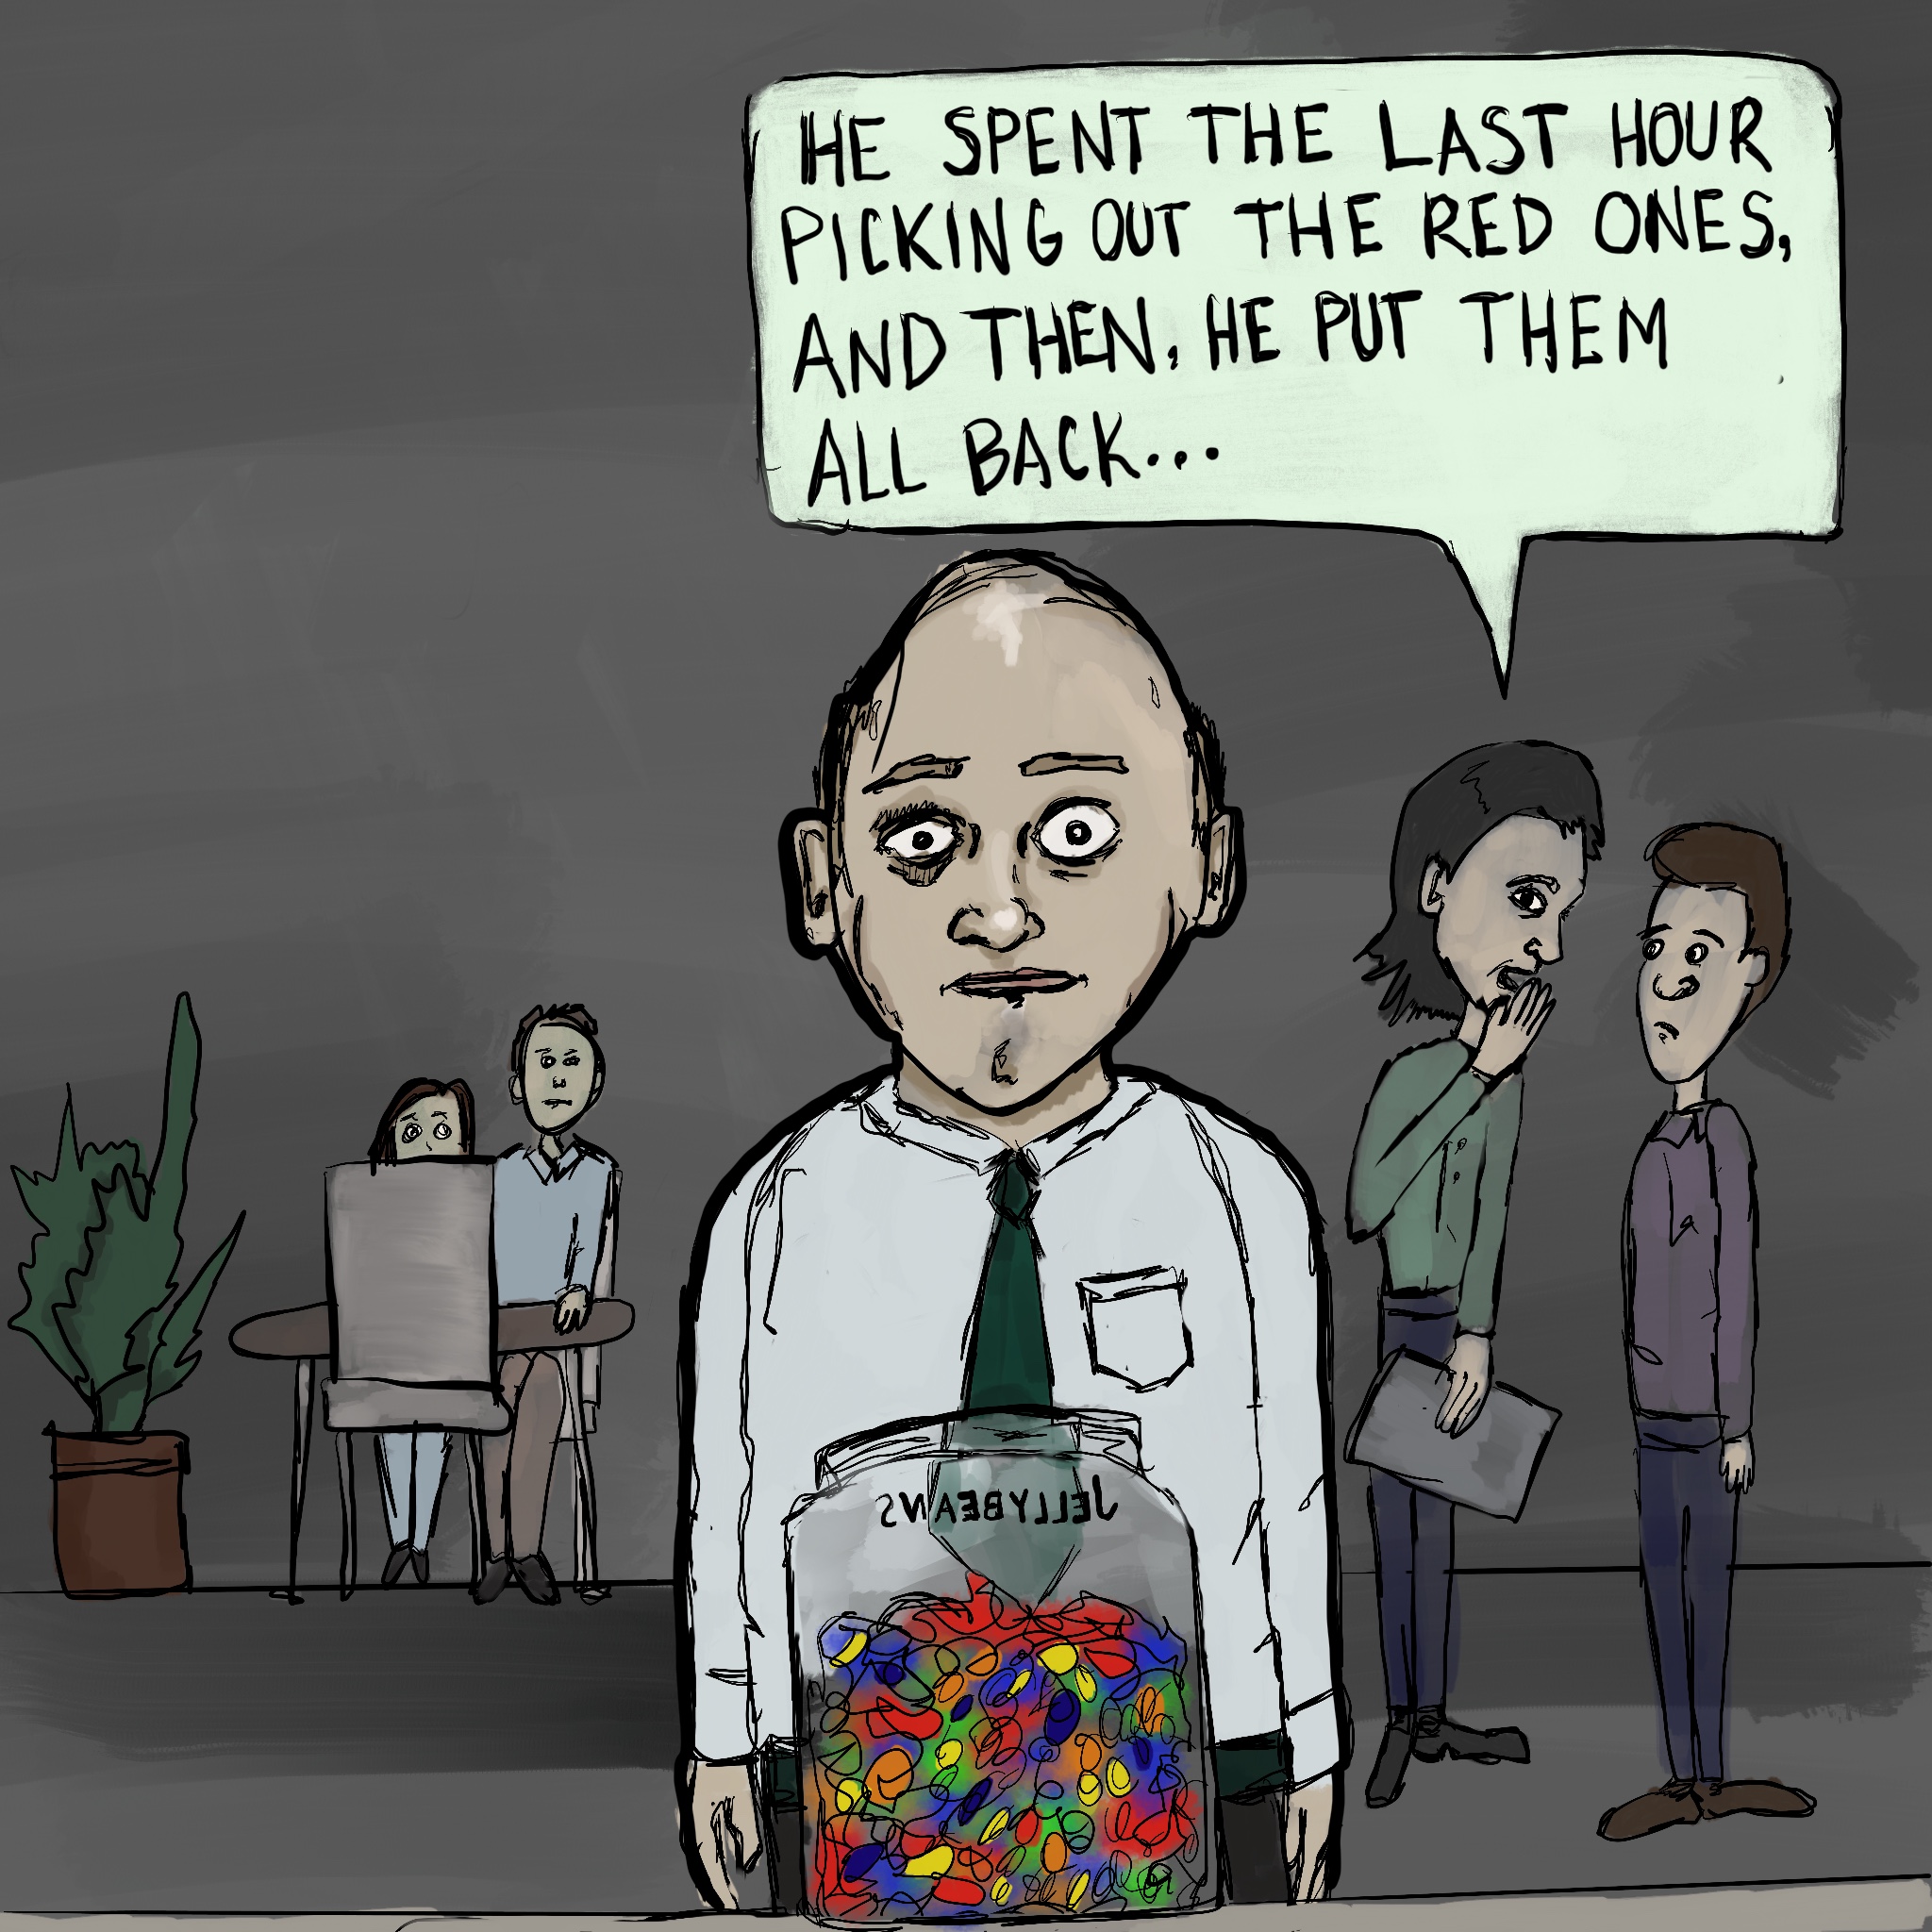 HE SPENT THE LAST HOUR
PICKING OUT THE RED ONES,
AND THEN, HE PUT THEM
ALL BACK...
JELLYBEANS